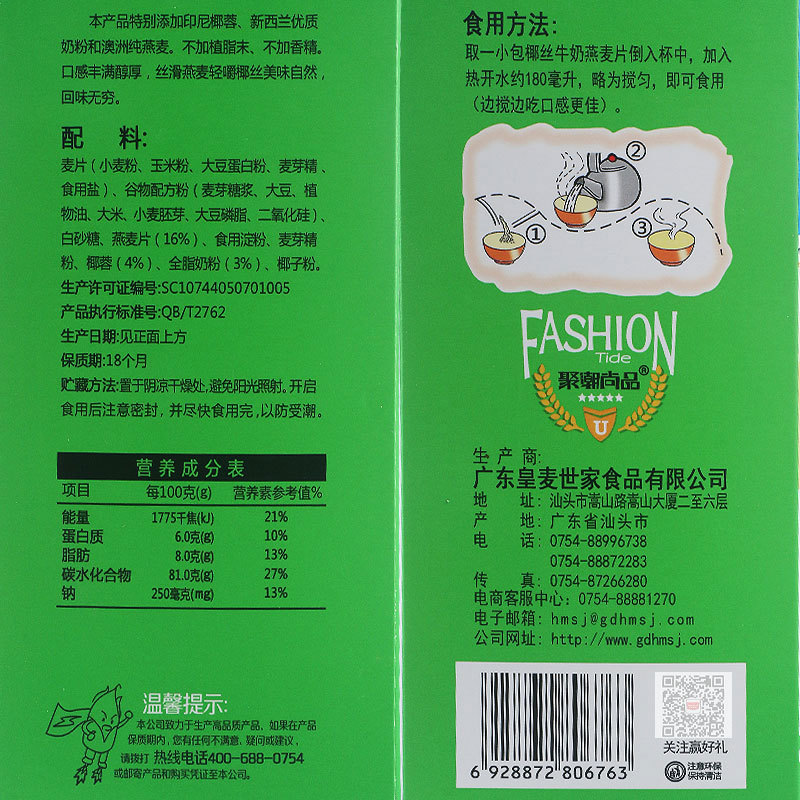 本产品特别添加印尼椰蓉、新西兰优质
奶粉和澳洲纯燕麦。不加植脂末、不加香精。
口感丰满醇厚，丝滑燕麦轻嚼椰丝美味自然，
回味无穷。
配 料:
麦片（小麦粉、玉米粉、大豆蛋白粉、麦芽精、
食用盐）、谷物配方粉（麦芽糖浆、大豆、植
物油、大米、小麦胚芽、大豆磷脂、二氧化硅）、
白砂糖、燕麦片（16%）、食用淀粉、麦芽精
粉、椰蓉（4%）、全脂奶粉（3%）、椰子粉。
生产许可证编号:SC10744050701005
产品执行标准号:QB/T2762
生产日期:见正面上方
保质期:18个月
贮藏方法:置于阴凉干燥处,避免阳光照射。开启
食用后注意密封，并尽快食用完,以防受潮。
营养成分表
项目 每100克(g) 营养素参考值%
能量 1775千焦(kJ) 21%
蛋白质 6.0克(g) 10%
脂肪 8.0克(g) 13%
碳水化合物 81.0克(g) 27%
钠 250毫克(mg) 13%
温馨提示:
本公司致力于生产高品质产品，如果在产品
保质期内，您有任何不满意、疑问或建议，
请拨打 热线电话400-688-0754
或邮寄产品和购买凭证至本公司。
食用方法:
取一小包椰丝牛奶燕麦片倒入杯中，加入
热开水约180毫升，略为搅匀，即可食用
（边搅边吃口感更佳）。
②
①
③
FASHION
Tide
聚潮尚品®
U
生产商:
广东皇麦世家食品有限公司
地 址: 汕头市嵩山路嵩山大厦二至六层
产 地: 广东省汕头市
电 话: 0754-88996738
0754-88872283
传 真: 0754-87266280
电商客服中心: 0754-88881270
电子邮箱: hmsj@gdhmsj.com
公司网址: http://www.gdhmsj.com
6 928872 806763
关注赢好礼
注意环保
保持清洁